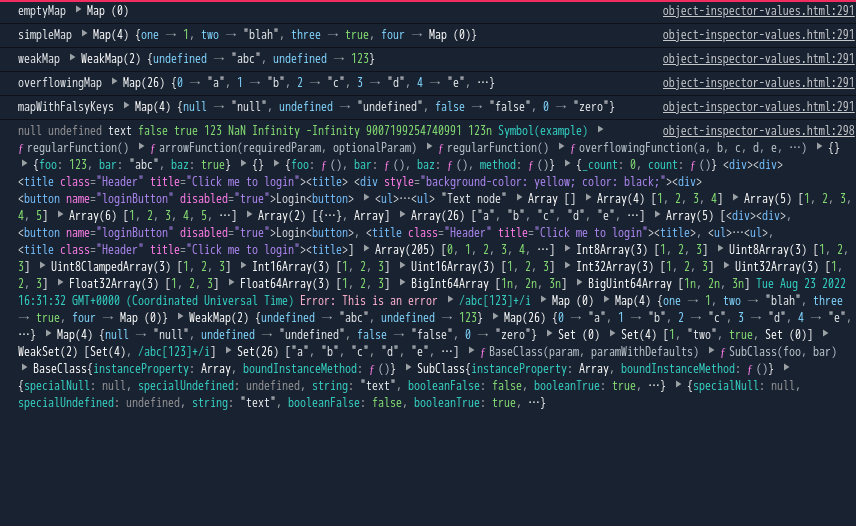 emptyMap ▶ Map (0) object-inspector-values.html:291
simpleMap ▶ Map(4) {one → 1, two → "blah", three → true, four → Map (0)} object-inspector-values.html:291
weakMap ▶ WeakMap(2) {undefined → "abc", undefined → 123} object-inspector-values.html:291
overflowingMap ▶ Map(26) {0 → "a", 1 → "b", 2 → "c", 3 → "d", 4 → "e", …} object-inspector-values.html:291
mapWithFalsyKeys ▶ Map(4) {null → "null", undefined → "undefined", false → "false", 0 → "zero"} object-inspector-values.html:291
null undefined text false true 123 NaN Infinity -Infinity 9007199254740991 123n Symbol(example) ▶ object-inspector-values.html:298
ƒ regularFunction() ▶ ƒ arrowFunction(requiredParam, optionalParam) ▶ ƒ regularFunction() ▶ ƒ overflowingFunction(a, b, c, d, e, …) ▶ {}
▶ {foo: 123, bar: "abc", baz: true} ▶ {} ▶ {foo: ƒ (), bar: ƒ (), baz: ƒ (), method: ƒ ()} ▶ {_count: 0, count: ƒ ()} <div><div>
<title class="Header" title="Click me to login"><title> <div style="background-color: yellow; color: black;"><div>
<button name="loginButton" disabled="true">Login<button> ▶ <ul>…<ul> "Text node" ▶ Array [] ▶ Array(4) [1, 2, 3, 4] ▶ Array(5) [1, 2, 3,
4, 5] ▶ Array(6) [1, 2, 3, 4, 5, …] ▶ Array(2) [{…}, Array] ▶ Array(26) ["a", "b", "c", "d", "e", …] ▶ Array(5) [<div><div>,
<button name="loginButton" disabled="true">Login<button>, <title class="Header" title="Click me to login"><title>, <ul>…<ul>,
<title class="Header" title="Click me to login"><title>] ▶ Array(205) [0, 1, 2, 3, 4, …] ▶ Int8Array(3) [1, 2, 3] ▶ Uint8Array(3) [1, 2,
3] ▶ Uint8ClampedArray(3) [1, 2, 3] ▶ Int16Array(3) [1, 2, 3] ▶ Uint16Array(3) [1, 2, 3] ▶ Int32Array(3) [1, 2, 3] ▶ Uint32Array(3) [1,
2, 3] ▶ Float32Array(3) [1, 2, 3] ▶ Float64Array(3) [1, 2, 3] ▶ BigInt64Array [1n, 2n, 3n] ▶ BigUint64Array [1n, 2n, 3n] Tue Aug 23 2022
16:31:32 GMT+0000 (Coordinated Universal Time) Error: This is an error ▶ /abc[123]+/i ▶ Map (0) ▶ Map(4) {one → 1, two → "blah", three
→ true, four → Map (0)} ▶ WeakMap(2) {undefined → "abc", undefined → 123} ▶ Map(26) {0 → "a", 1 → "b", 2 → "c", 3 → "d", 4 → "e",
…} ▶ Map(4) {null → "null", undefined → "undefined", false → "false", 0 → "zero"} ▶ Set (0) ▶ Set(4) [1, "two", true, Set (0)] ▶
WeakSet(2) [Set(4), /abc[123]+/i] ▶ Set(26) ["a", "b", "c", "d", "e", …] ▶ ƒ BaseClass(param, paramWithDefaults) ▶ ƒ SubClass(foo, bar)
▶ BaseClass{instanceProperty: Array, boundInstanceMethod: ƒ ()} ▶ SubClass{instanceProperty: Array, boundInstanceMethod: ƒ ()} ▶
{specialNull: null, specialUndefined: undefined, string: "text", booleanFalse: false, booleanTrue: true, …} ▶ {specialNull: null,
specialUndefined: undefined, string: "text", booleanFalse: false, booleanTrue: true, …}